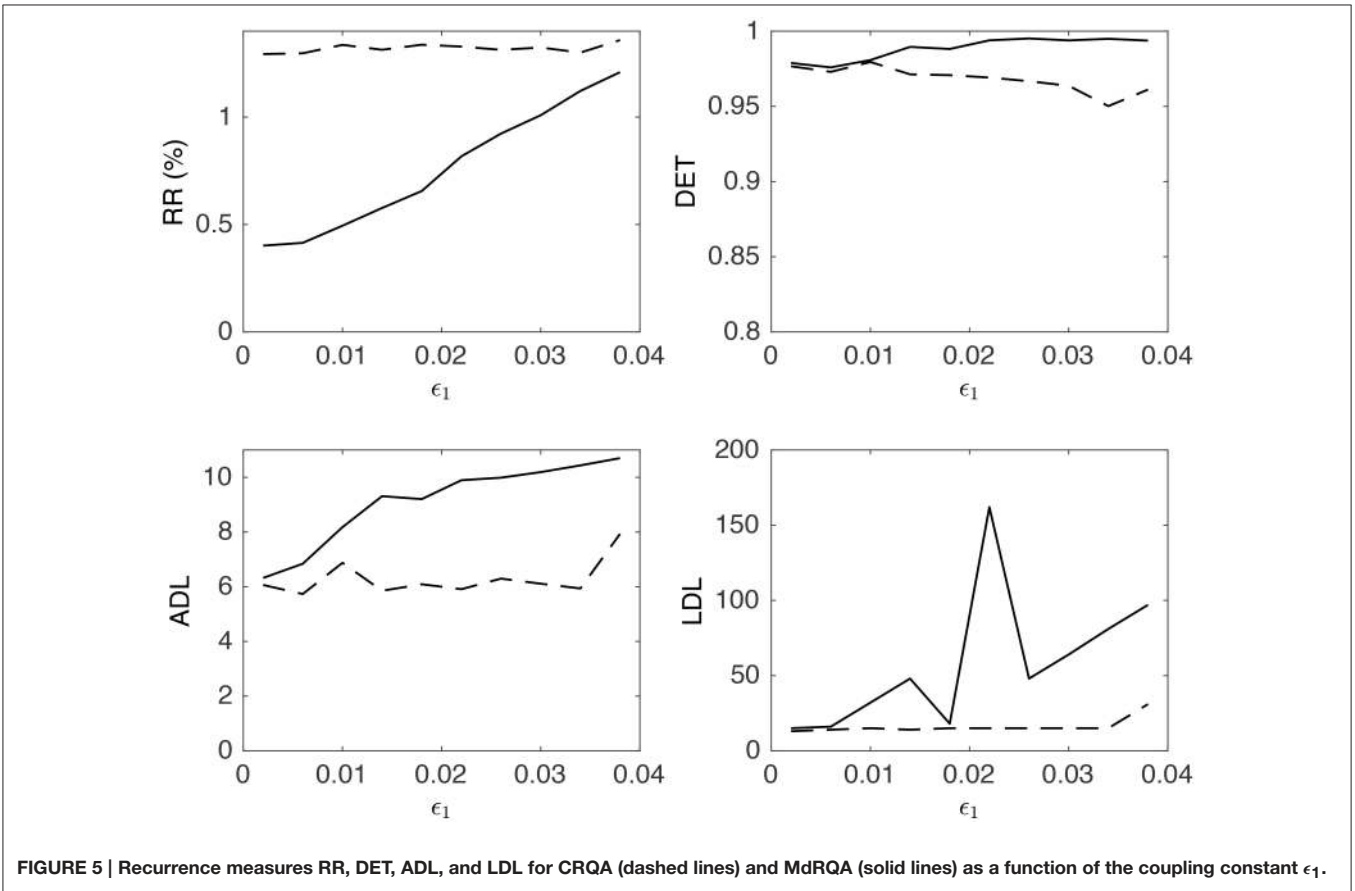 1
0.5
0
RR (%)
0 0.01 0.02 0.03 0.04
ϵ1
1
0.95
0.9
0.85
0.8
DET
0 0.01 0.02 0.03 0.04
ϵ1
10
8
6
4
2
0
ADL
0 0.01 0.02 0.03 0.04
ϵ1
200
150
100
50
0
LDL
0 0.01 0.02 0.03 0.04
ϵ1
FIGURE 5 | Recurrence measures RR, DET, ADL, and LDL for CRQA (dashed lines) and MdRQA (solid lines) as a function of the coupling constant ϵ1.